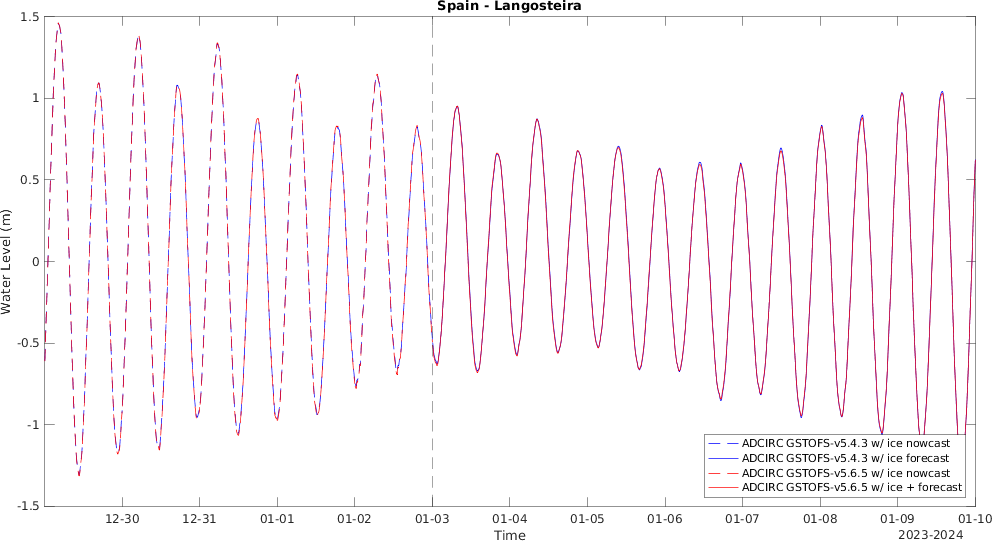 Spain - Langosteira
1.5
1
0.5
0
-0.5
-1
-1.5
Water Level (m)
12-30 12-31 01-01 01-02 01-03 01-04 01-05 01-06 01-07 01-08 01-09 01-10
Time
2023-2024
ADCIRC GSTOFS-v5.4.3 w/ ice nowcast
ADCIRC GSTOFS-v5.4.3 w/ ice forecast
ADCIRC GSTOFS-v5.6.5 w/ ice nowcast
ADCIRC GSTOFS-v5.6.5 w/ ice + forecast